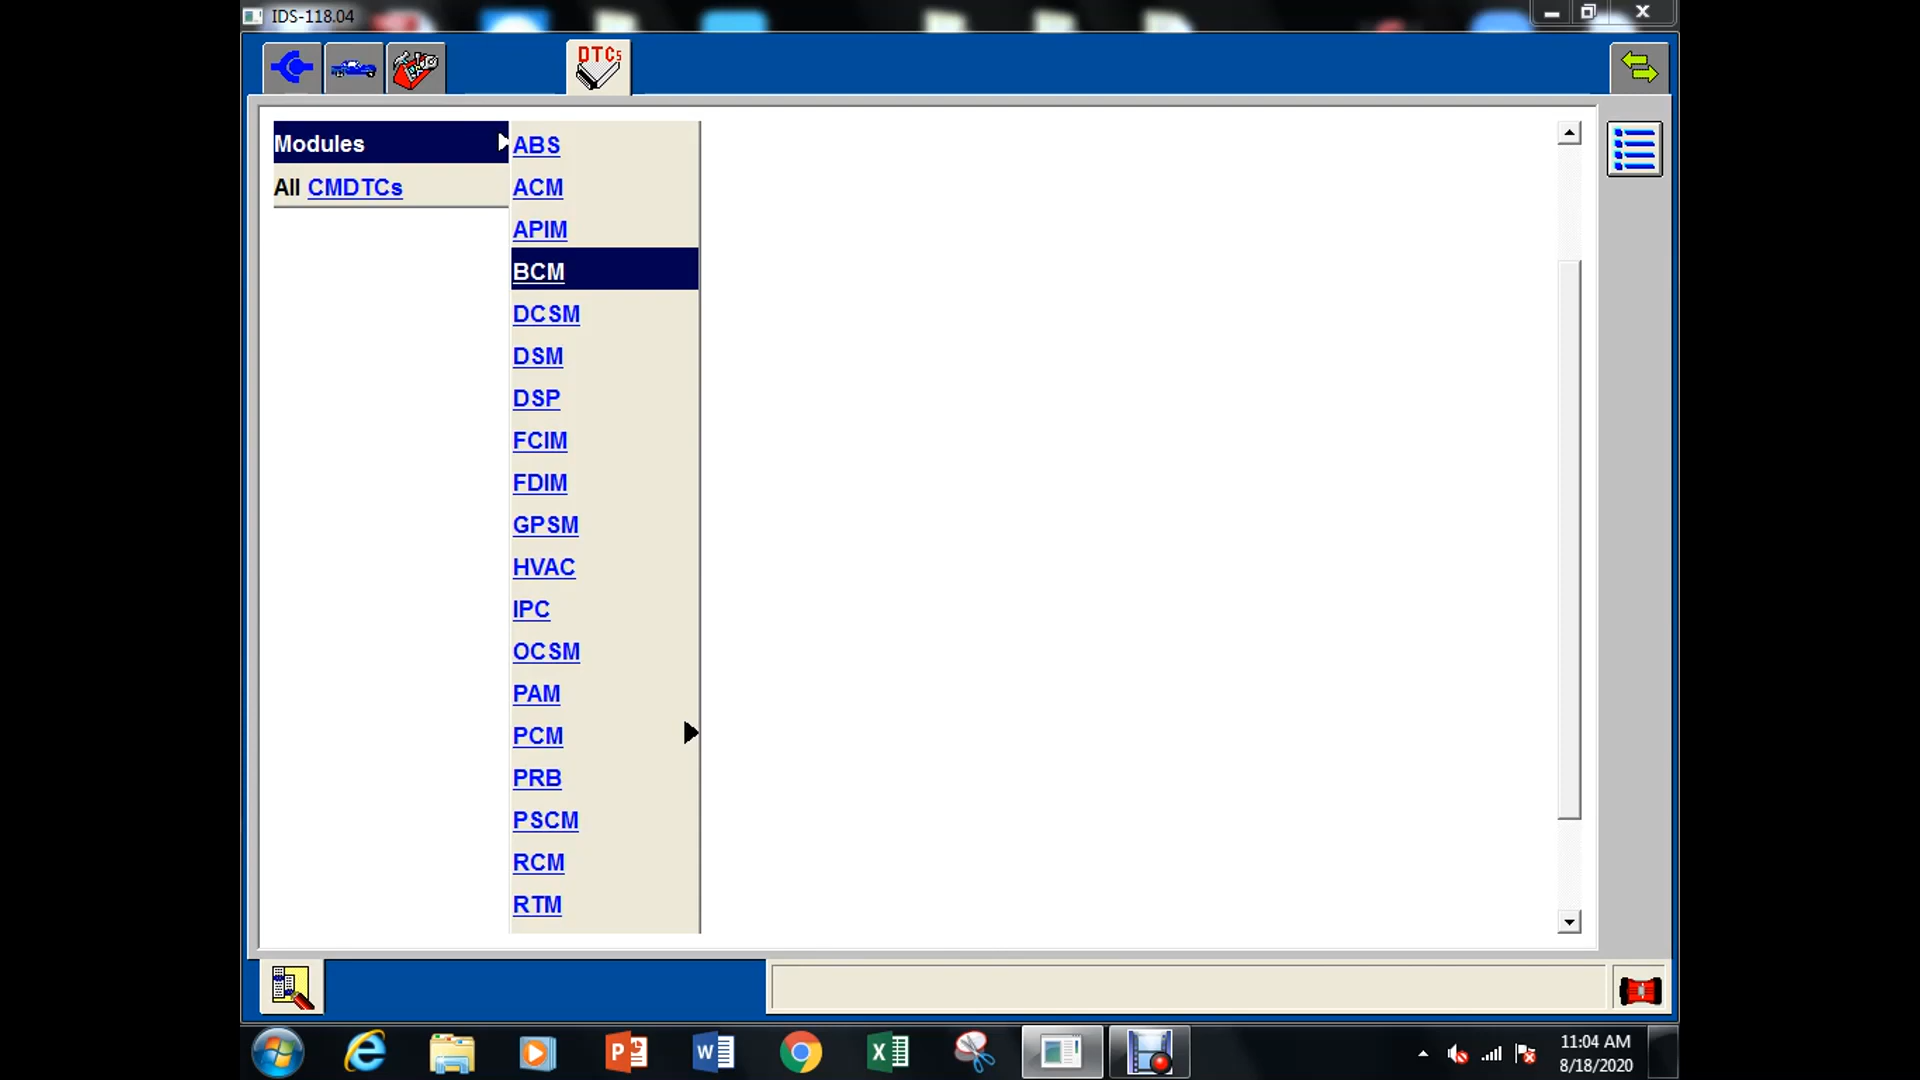 IDS-118.04
DTCs
Modules
All CMDTCs
ABS
ACM
APIM
BCM
DCSM
DSM
DSP
FCIM
FDIM
GPSM
HVAC
IPC
OCSM
PAM
PCM
PRB
PSCM
RCM
RTM
11:04 AM
8/18/2020